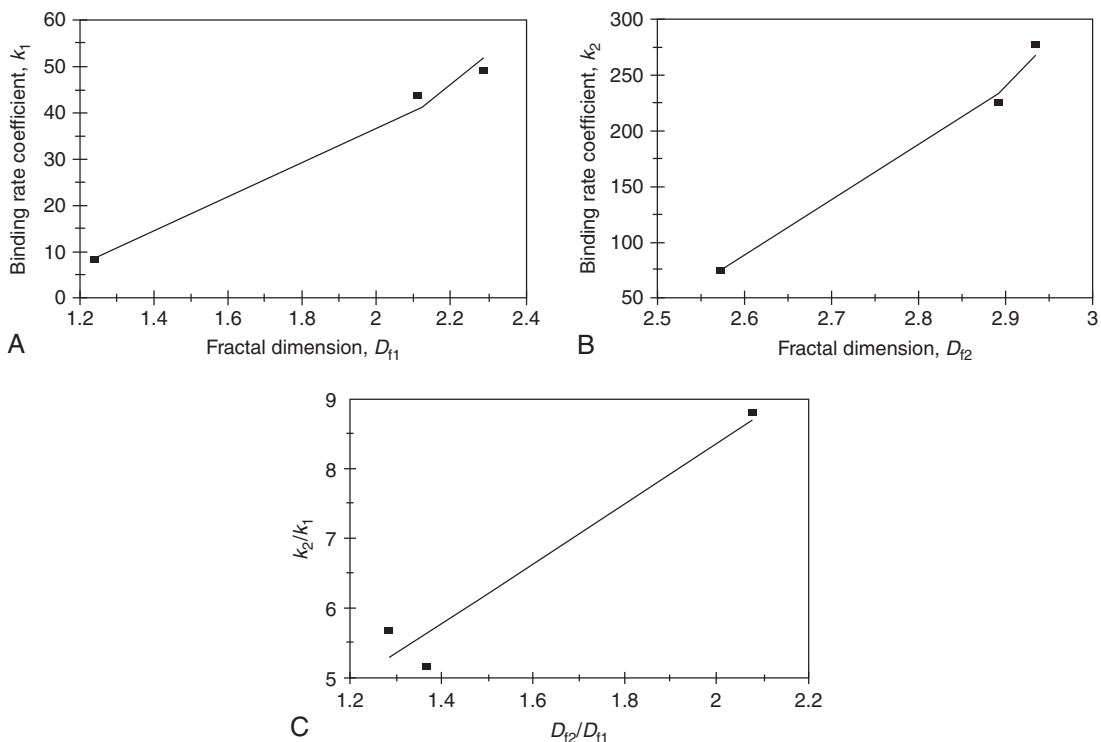 60
50
40
30
20
10
0
1.2 1.4 1.6 1.8 2 2.2 2.4
Binding rate coefficient, k1
Fractal dimension, Df1
A
300
250
200
150
100
50
2.5 2.6 2.7 2.8 2.9 3
Binding rate coefficient, k2
Fractal dimension, Df2
B
9
8
7
6
5
1.2 1.4 1.6 1.8 2 2.2
k2/k1
Df2/Df1
C